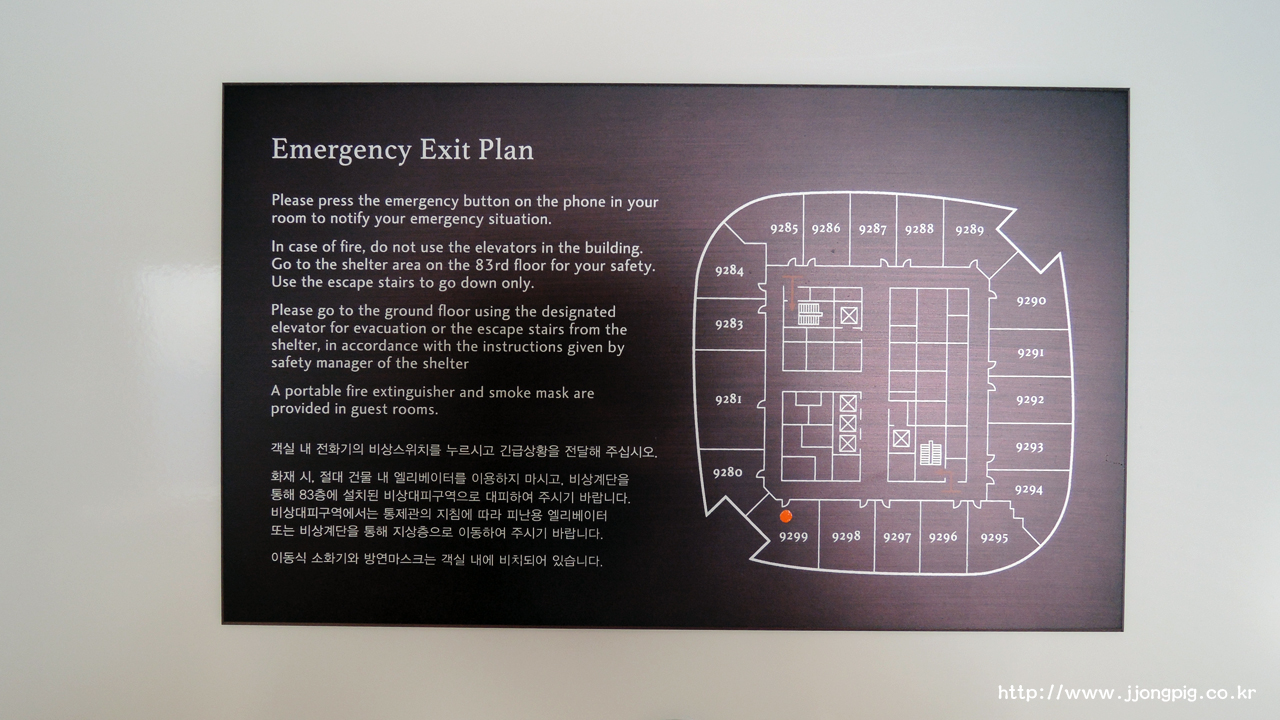 Emergency Exit Plan
Please press the emergency button on the phone in your
room to notify your emergency situation.
In case of fire, do not use the elevators in the building.
Go to the shelter area on the 83rd floor for your safety.
Use the escape stairs to go down only.
Please go to the ground floor using the designated
elevator for evacuation or the escape stairs from the
shelter, in accordance with the instructions given by
safety manager of the shelter
A portable fire extinguisher and smoke mask are
provided in guest rooms.
객실 내 전화기의 비상스위치를 누르시고 긴급상황을 전달해 주십시오.
화재 시, 절대 건물 내 엘리베이터를 이용하지 마시고, 비상계단을
통해 83층에 설치된 비상대피구역으로 대피하여 주시기 바랍니다.
비상대피구역에서는 통제관의 지침에 따라 피난용 엘리베이터
또는 비상계단을 통해 지상층으로 이동하여 주시기 바랍니다.
이동식 소화기와 방연마스크는 객실 내에 비치되어 있습니다.
9285 9286 9287 9288 9289
9284
9290
9283
9291
9281
9292
9293
9280
9294
9299 9298 9297 9296 9295
http://www.jjongpig.co.kr